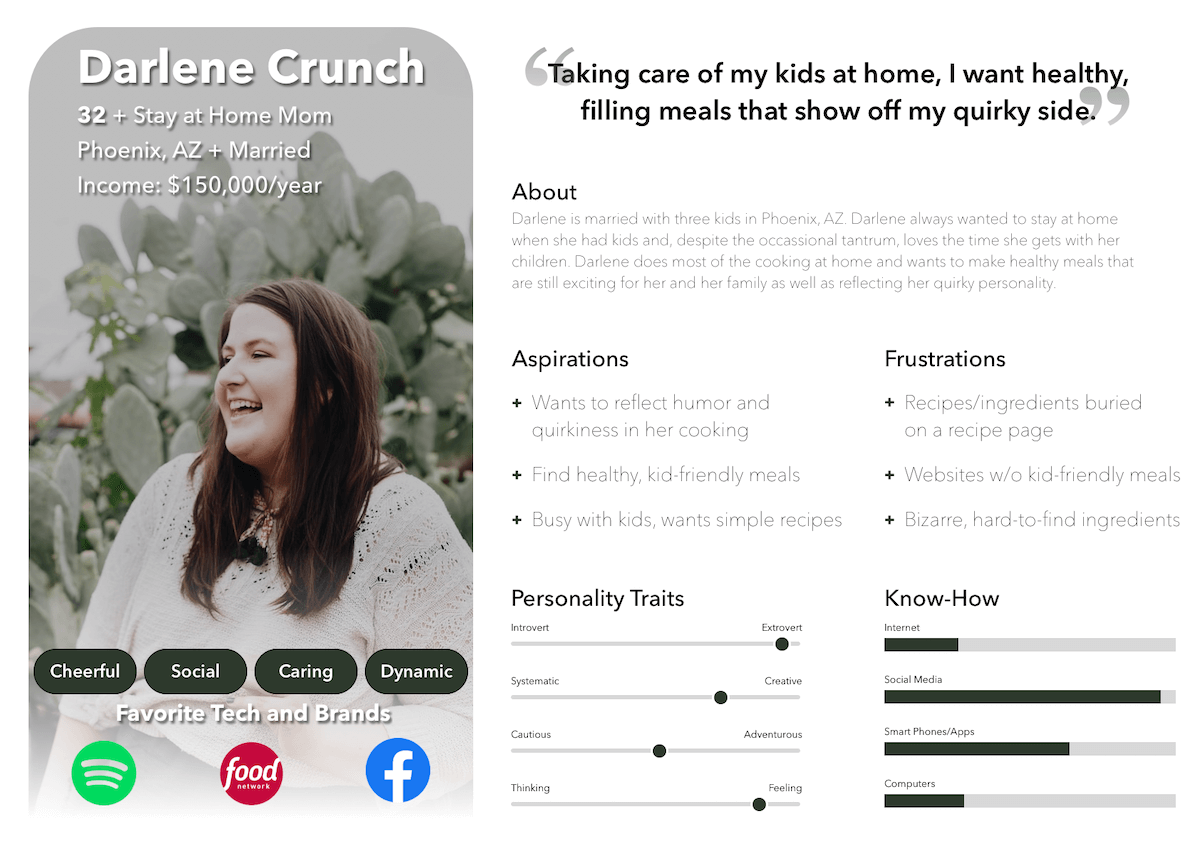 Darlene Crunch
32 + Stay at Home Mom
Phoenix, AZ + Married
Income: $150,000/year
Cheerful
Social
Caring
Dynamic
Favorite Tech and Brands
food
network
“Taking care of my kids at home, I want healthy,
filling meals that show off my quirky side.”
About
Darlene is married with three kids in Phoenix, AZ. Darlene always wanted to stay at home
when she had kids and, despite the occassional tantrum, loves the time she gets with her
children. Darlene does most of the cooking at home and wants to make healthy meals that
are still exciting for her and her family as well as reflecting her quirky personality.
Aspirations
+ Wants to reflect humor and
quirkiness in her cooking
+ Find healthy, kid-friendly meals
+ Busy with kids, wants simple recipes
Frustrations
+ Recipes/ingredients buried
on a recipe page
+ Websites w/o kid-friendly meals
+ Bizarre, hard-to-find ingredients
Personality Traits
Introvert Extrovert
Systematic Creative
Cautious Adventurous
Thinking Feeling
Know-How
Internet
Social Media
Smart Phones/Apps
Computers